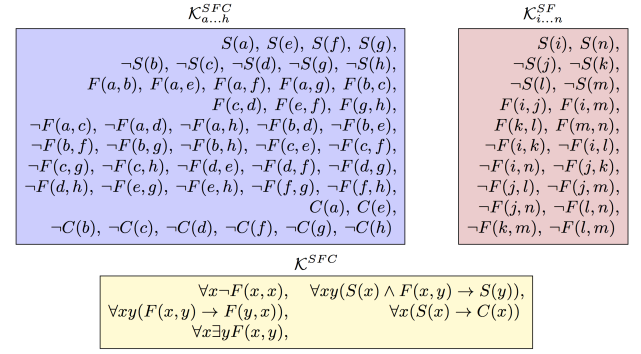 𝒦^{SFC}_{a...h}
S(a), S(e), S(f), S(g),
¬S(b), ¬S(c), ¬S(d), ¬S(g), ¬S(h),
F(a,b), F(a,e), F(a,f), F(a,g), F(b,c),
F(c,d), F(e,f), F(g,h),
¬F(a,c), ¬F(a,d), ¬F(a,h), ¬F(b,d), ¬F(b,e),
¬F(b,f), ¬F(b,g), ¬F(b,h), ¬F(c,e), ¬F(c,f),
¬F(c,g), ¬F(c,h), ¬F(d,e), ¬F(d,f), ¬F(d,g),
¬F(d,h), ¬F(e,g), ¬F(e,h), ¬F(f,g), ¬F(f,h),
C(a), C(e),
¬C(b), ¬C(c), ¬C(d), ¬C(f), ¬C(g), ¬C(h)
𝒦^{SF}_{i...n}
S(i), S(n),
¬S(j), ¬S(k),
¬S(l), ¬S(m),
F(i,j), F(i,m),
F(k,l), F(m,n),
¬F(i,k), ¬F(i,l),
¬F(i,n), ¬F(j,k),
¬F(j,l), ¬F(j,m),
¬F(j,n), ¬F(l,n),
¬F(k,m), ¬F(l,m)
𝒦^{SFC}
∀x¬F(x,x), ∀xy(S(x) ∧ F(x,y) → S(y)),
∀xy(F(x,y) → F(y,x)), ∀x(S(x) → C(x))
∀x∃yF(x,y),